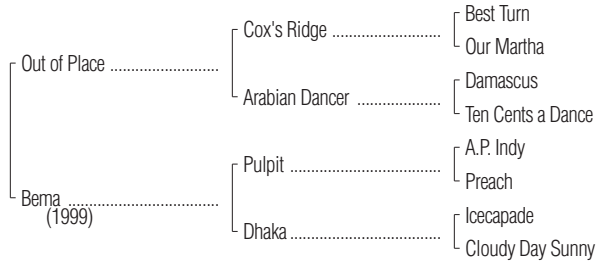 Best Turn
Cox's Ridge
Our Martha
Out of Place
Damascus
Arabian Dancer
Ten Cents a Dance
A.P. Indy
Pulpit
Preach
Bema
(1999)
Icecapade
Dhaka
Cloudy Day Sunny